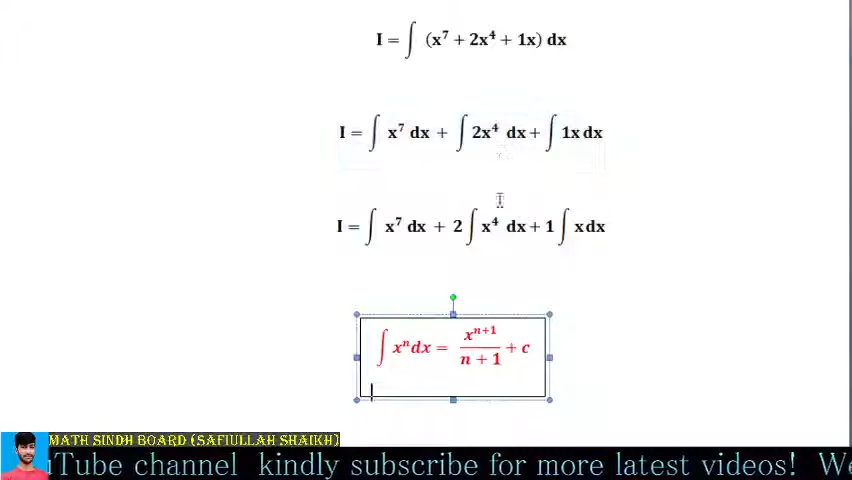 I = ∫ (x⁷ + 2x⁴ + 1x) dx
I = ∫ x⁷ dx + ∫ 2x⁴ dx + ∫ 1x dx
I = ∫ x⁷ dx + 2 ∫ x⁴ dx + 1 ∫ x dx
∫ xⁿdx = xⁿ⁺¹ / n + 1 + c
MATH SINDH BOARD (SAFIULLAH SHAIKH)
uTube channel kindly subscribe for more latest videos! We